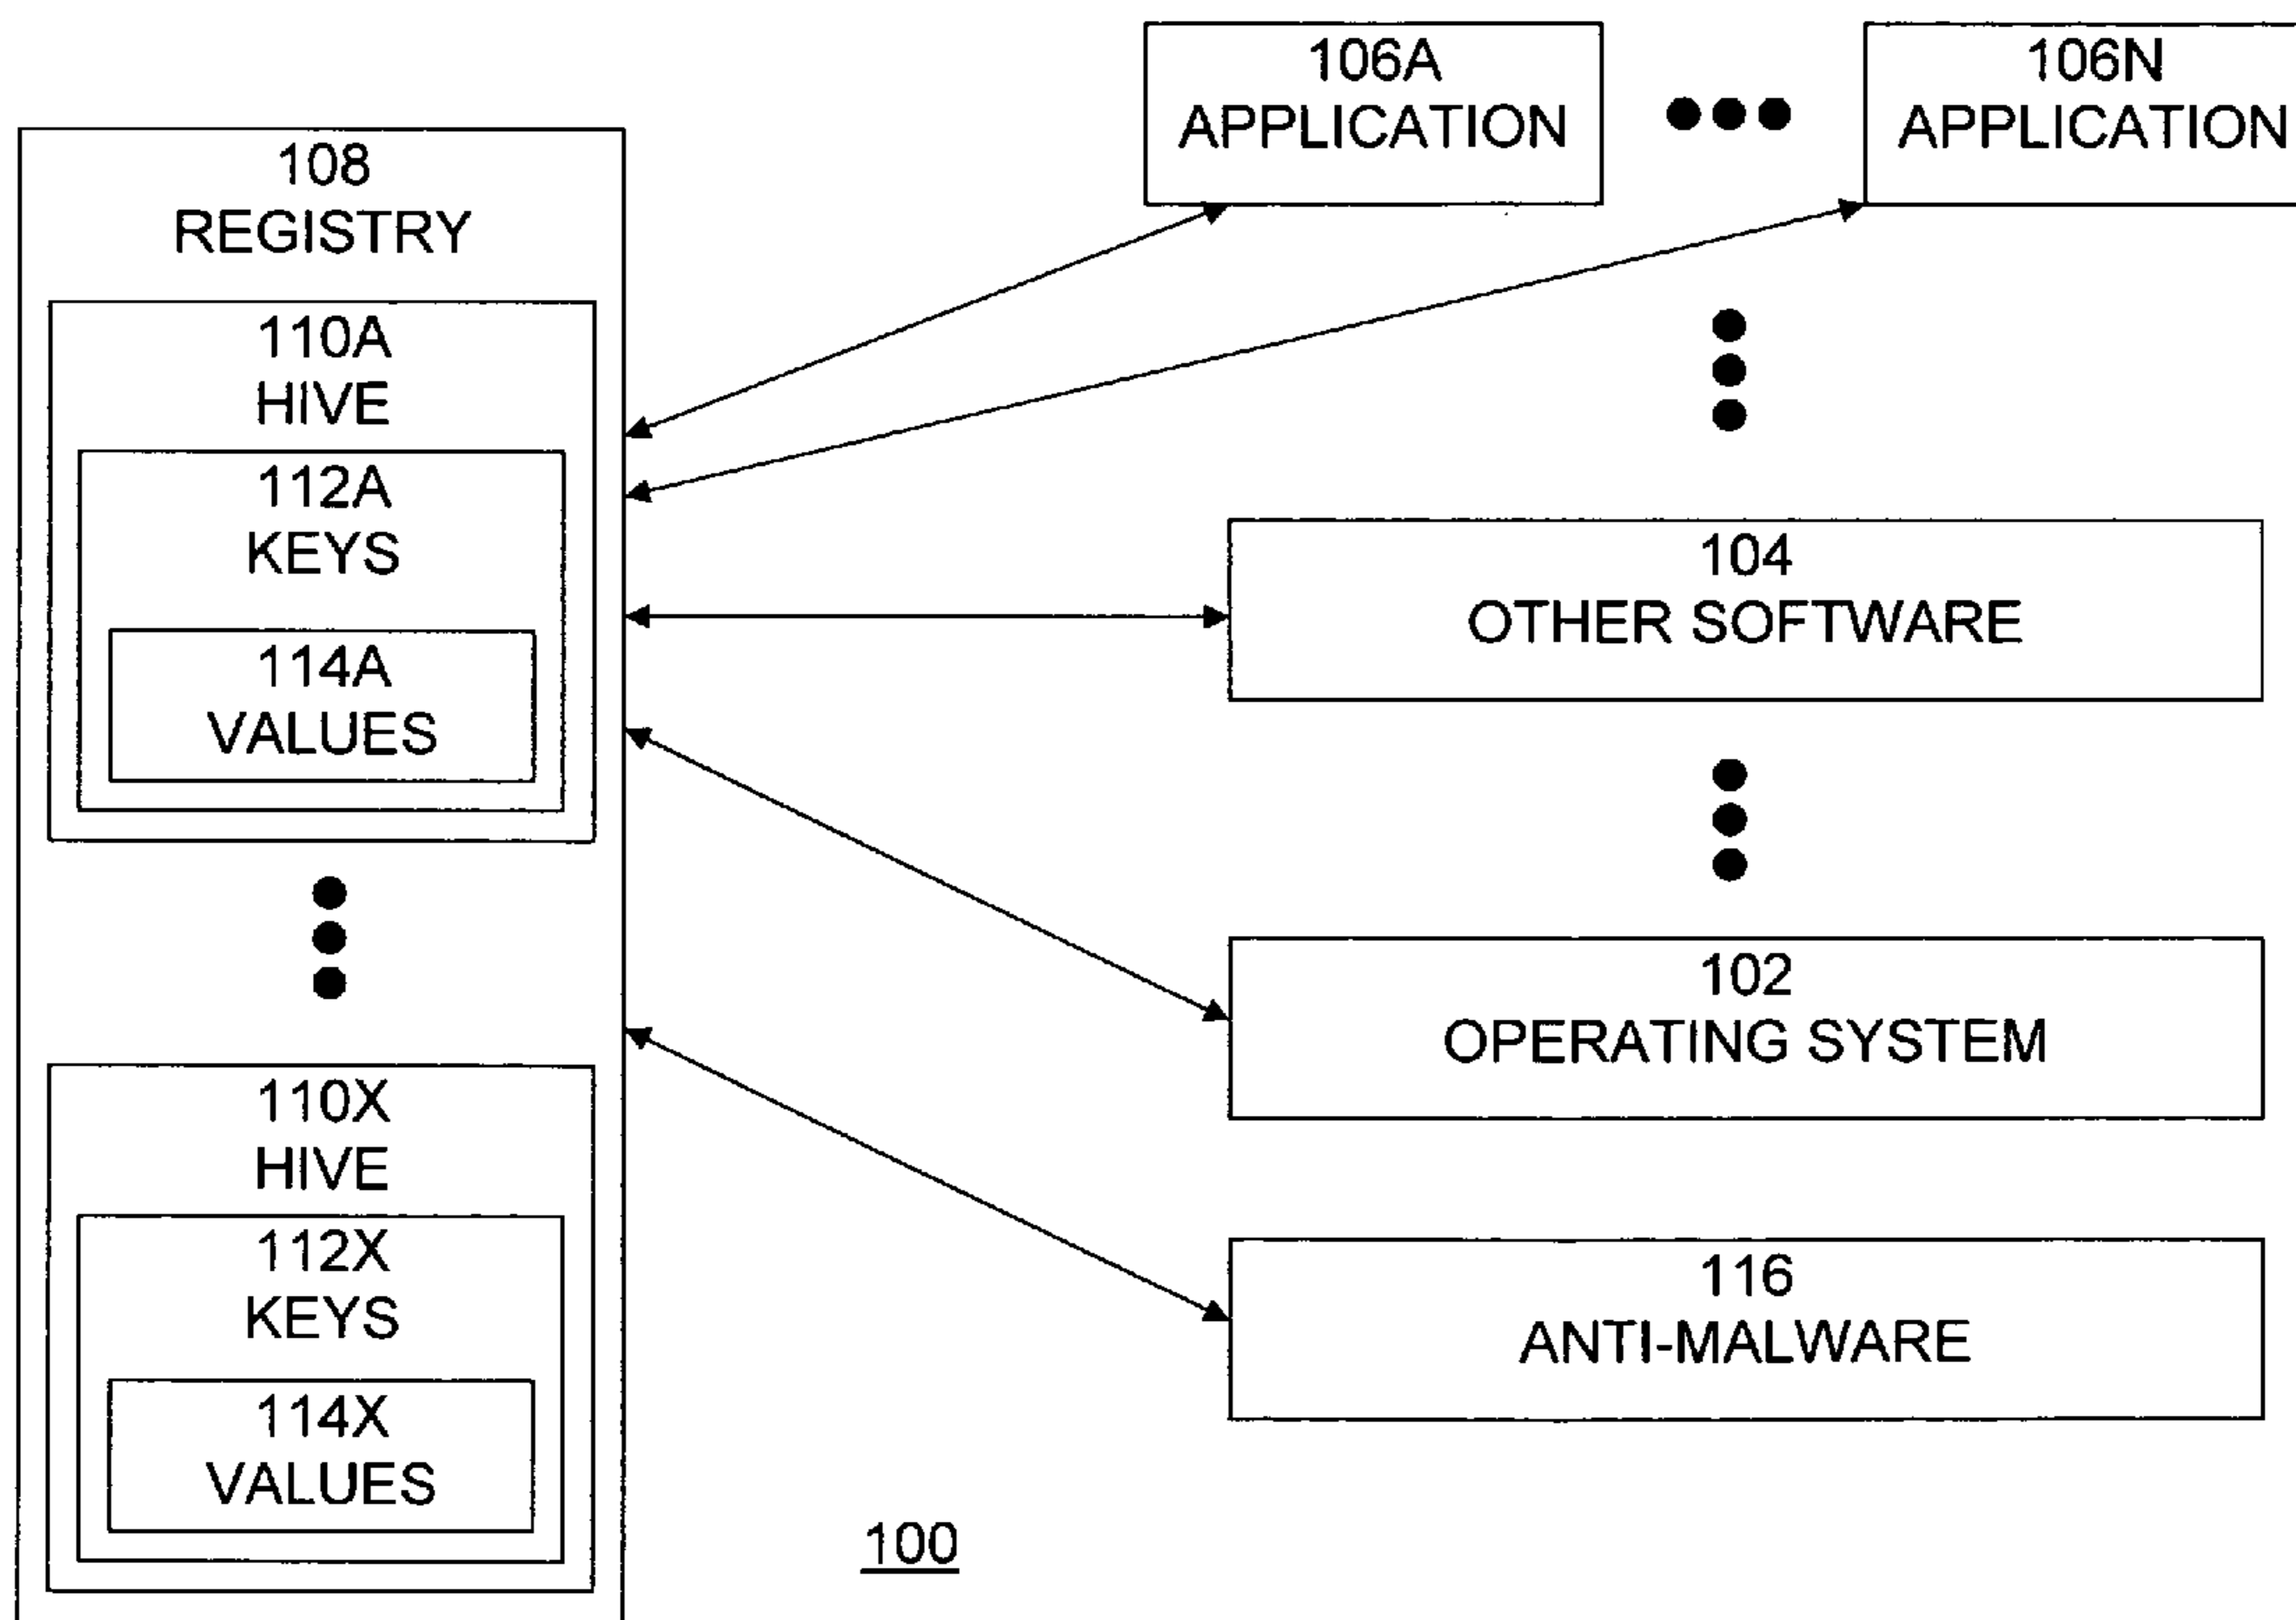 108
REGISTRY
110A
HIVE
112A
KEYS
114A
VALUES
110X
HIVE
112X
KEYS
114X
VALUES
106A
APPLICATION
106N
APPLICATION
104
OTHER SOFTWARE
102
OPERATING SYSTEM
116
ANTI-MALWARE
100